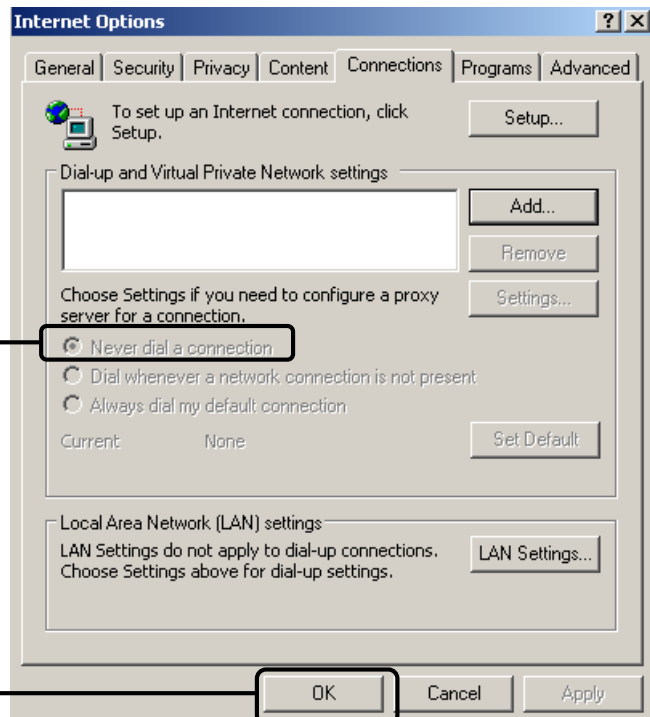 Internet Options
General Security Privacy Content Connections Programs Advanced
To set up an Internet connection, click
Setup.
Setup...
Dial-up and Virtual Private Network settings
Add...
Remove
Choose Settings if you need to configure a proxy
server for a connection.
Settings...
Never dial a connection
Dial whenever a network connection is not present
Always dial my default connection
Current None Set Default
Local Area Network (LAN) settings
LAN Settings do not apply to dial-up connections.
Choose Settings above for dial-up settings.
LAN Settings...
OK Cancel Apply